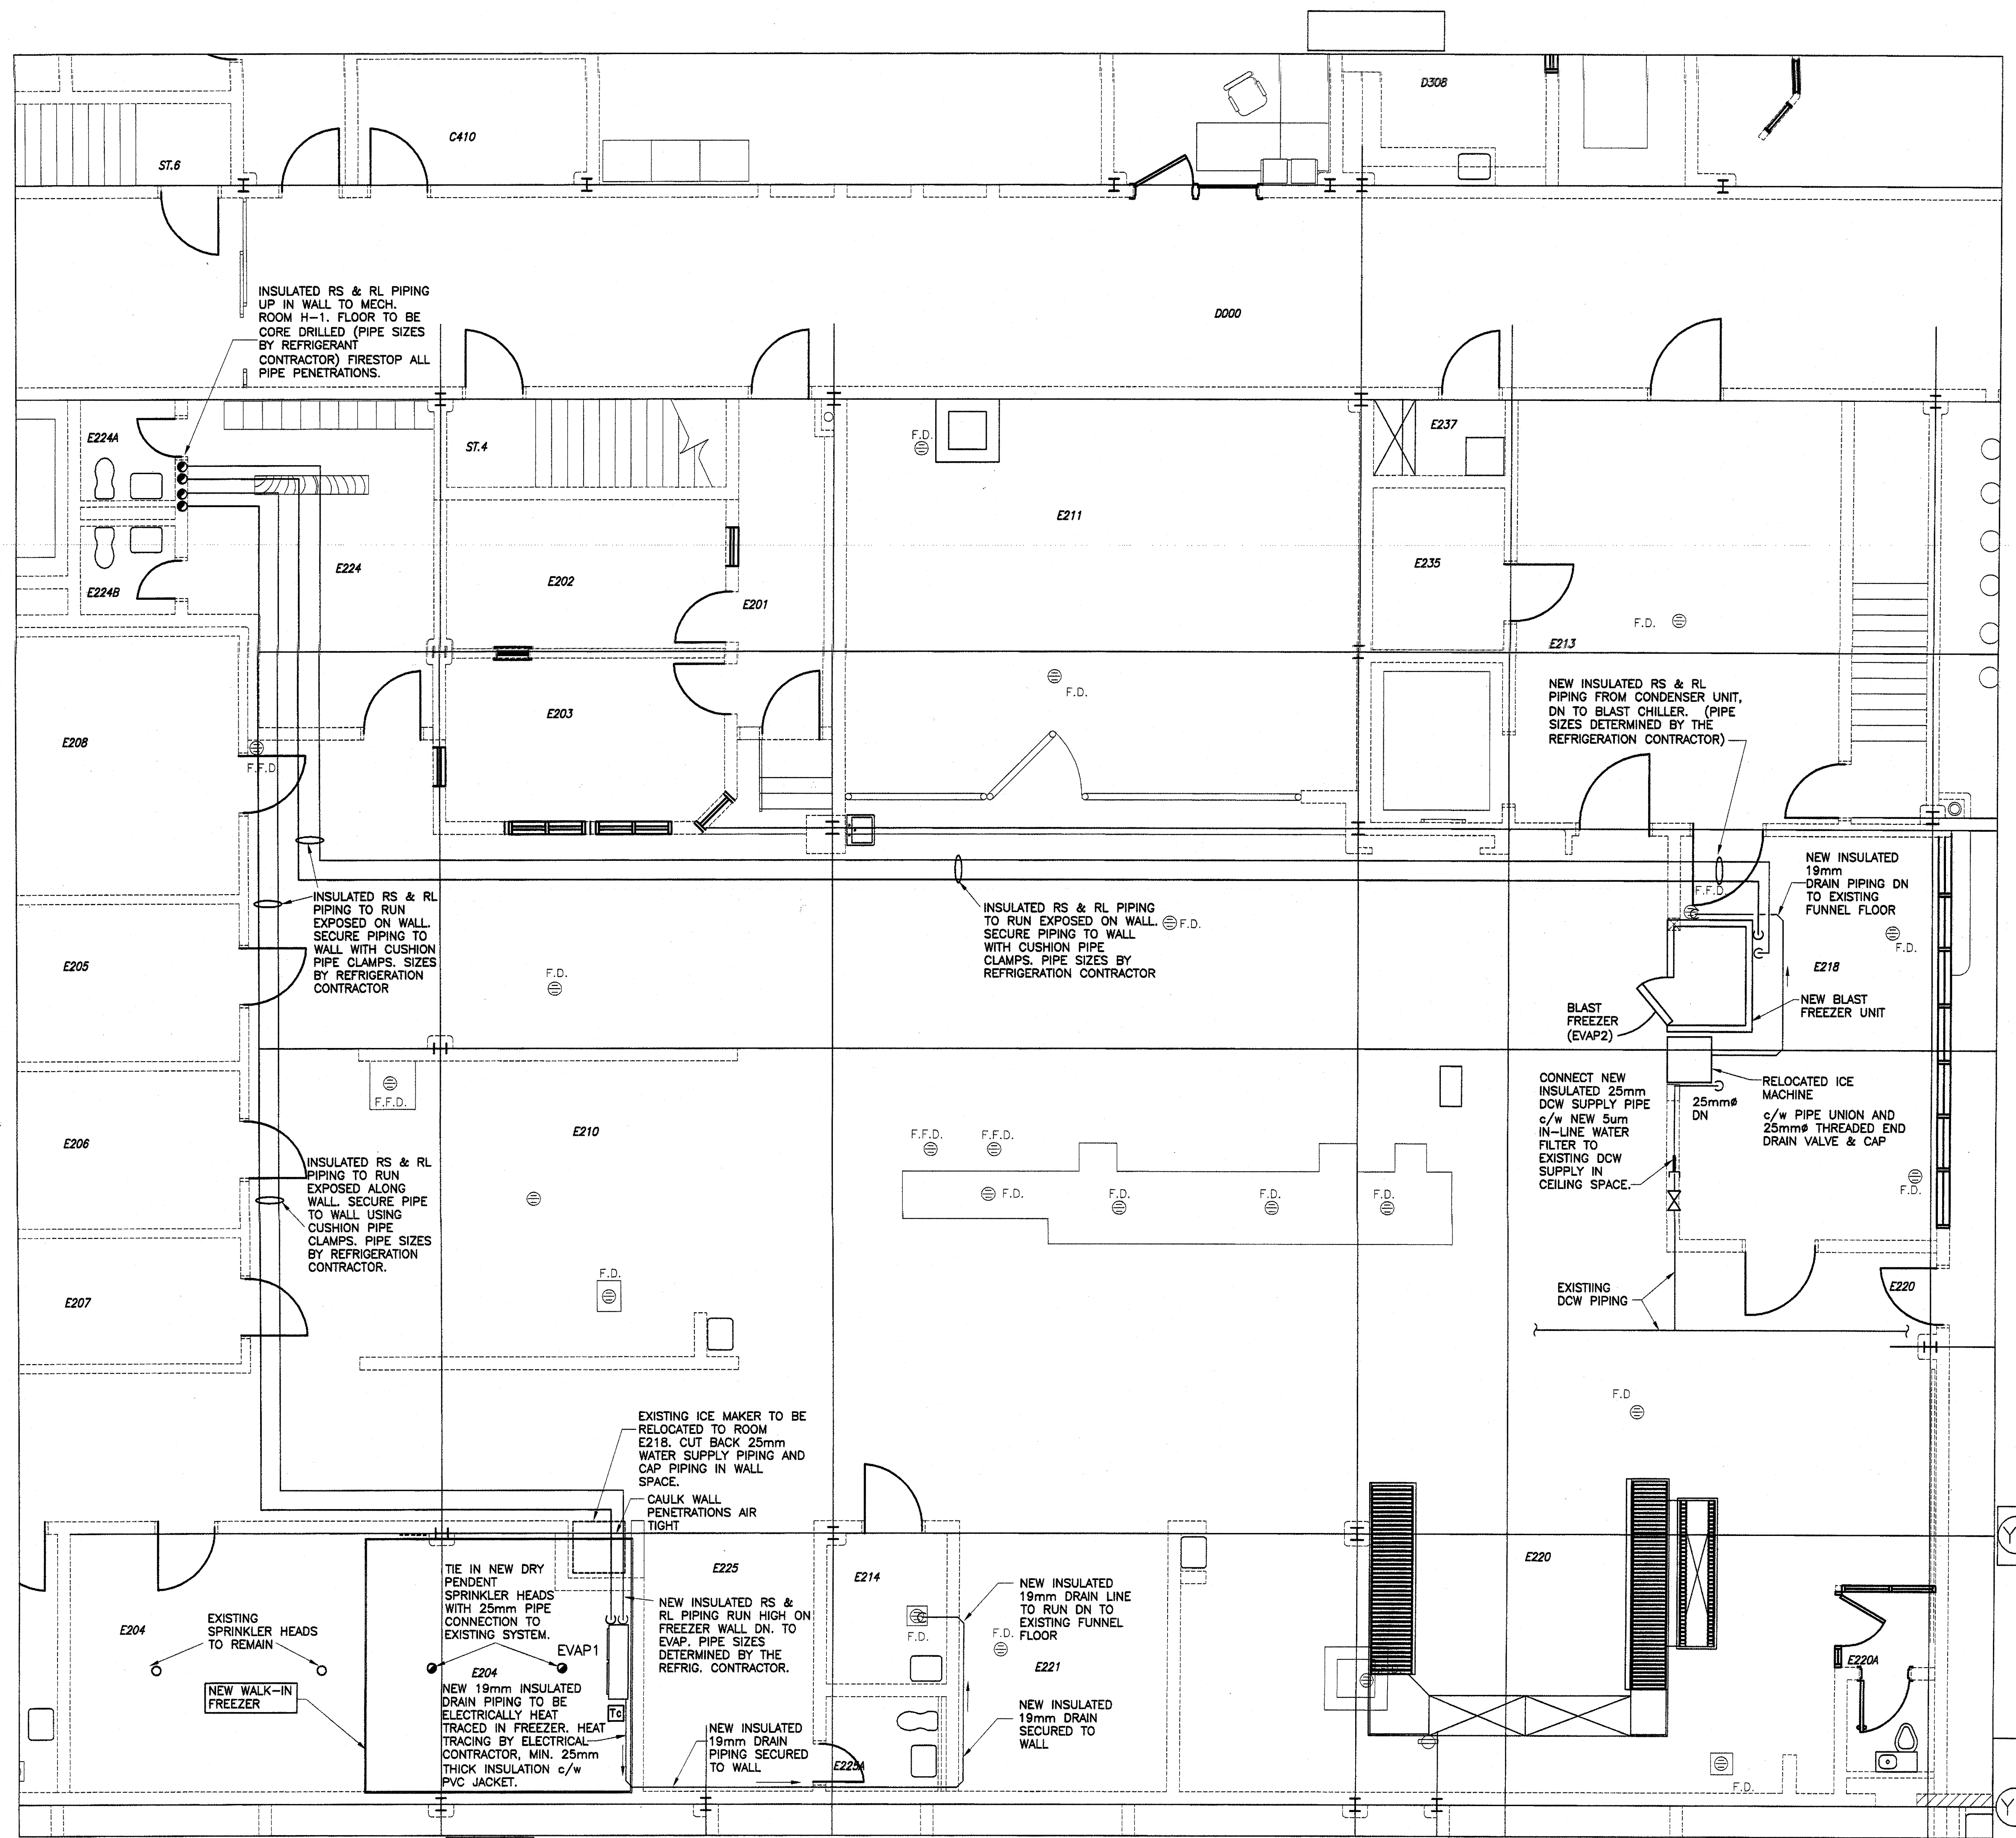 D308
C410
ST.6
INSULATED RS & RL PIPING
UP IN WALL TO MECH.
ROOM H-1. FLOOR TO BE
CORE DRILLED (PIPE SIZES
BY REFRIGERANT
CONTRACTOR) FIRESTOP ALL
PIPE PENETRATIONS.
D000
E224A
ST.4
F.D.
E237
E211
E224
E202
E201
E235
E224B
F.D.
E213
E203
F.D.
NEW INSULATED RS & RL
PIPING FROM CONDENSER UNIT,
DN TO BLAST CHILLER. (PIPE
SIZES DETERMINED BY THE
REFRIGERATION CONTRACTOR)
E208
F.F.D
INSULATED RS & RL
PIPING TO RUN
EXPOSED ON WALL.
SECURE PIPING TO
WALL WITH CUSHION
PIPE CLAMPS. SIZES
BY REFRIGERATION
CONTRACTOR
INSULATED RS & RL PIPING
TO RUN EXPOSED ON WALL.
SECURE PIPING TO WALL
WITH CUSHION PIPE
CLAMPS. PIPE SIZES BY
REFRIGERATION CONTRACTOR
F.D.
F.F.D.
NEW INSULATED
19mm
DRAIN PIPING DN
TO EXISTING
FUNNEL FLOOR
F.D.
E205
F.D.
E218
NEW BLAST
FREEZER UNIT
BLAST
FREEZER
(EVAP2)
F.F.D.
CONNECT NEW
INSULATED 25mm
DCW SUPPLY PIPE
c/w NEW 5um
IN-LINE WATER
FILTER TO
EXISTING DCW
SUPPLY IN
CEILING SPACE.
25mmø
DN
RELOCATED ICE
MACHINE
c/w PIPE UNION AND
25mmø THREADED END
DRAIN VALVE & CAP
E206
E210
F.F.D.
F.F.D.
INSULATED RS & RL
PIPING TO RUN
EXPOSED ALONG
WALL. SECURE PIPE
TO WALL USING
CUSHION PIPE
CLAMPS. PIPE SIZES
BY REFRIGERATION
CONTRACTOR.
F.D.
F.D.
F.D.
F.D.
F.D.
F.D.
E207
EXISTIING
DCW PIPING
E220
F.D
EXISTING ICE MAKER TO BE
RELOCATED TO ROOM
E218. CUT BACK 25mm
WATER SUPPLY PIPING AND
CAP PIPING IN WALL
SPACE.
CAULK WALL
PENETRATIONS AIR
TIGHT
Y
TIE IN NEW DRY
PENDENT
SPRINKLER HEADS
WITH 25mm PIPE
CONNECTION TO
EXISTING SYSTEM.
E225
E214
E220
NEW INSULATED RS &
RL PIPING RUN HIGH ON
FREEZER WALL DN. TO
EVAP. PIPE SIZES
DETERMINED BY THE
REFRIG. CONTRACTOR.
NEW INSULATED
19mm DRAIN LINE
TO RUN DN TO
EXISTING FUNNEL
FLOOR
F.D.
F.D.
E204
EXISTING
SPRINKLER HEADS
TO REMAIN
EVAP1
E221
E220A
NEW WALK-IN
FREEZER
E204
NEW 19mm INSULATED
DRAIN PIPING TO BE
ELECTRICALLY HEAT
TRACED IN FREEZER. HEAT
TRACING BY ELECTRICAL
CONTRACTOR, MIN. 25mm
THICK INSULATION c/w
PVC JACKET.
Tc
NEW INSULATED
19mm DRAIN
PIPING SECURED
TO WALL
NEW INSULATED
19mm DRAIN
SECURED TO
WALL
E225A
F.D.
Y